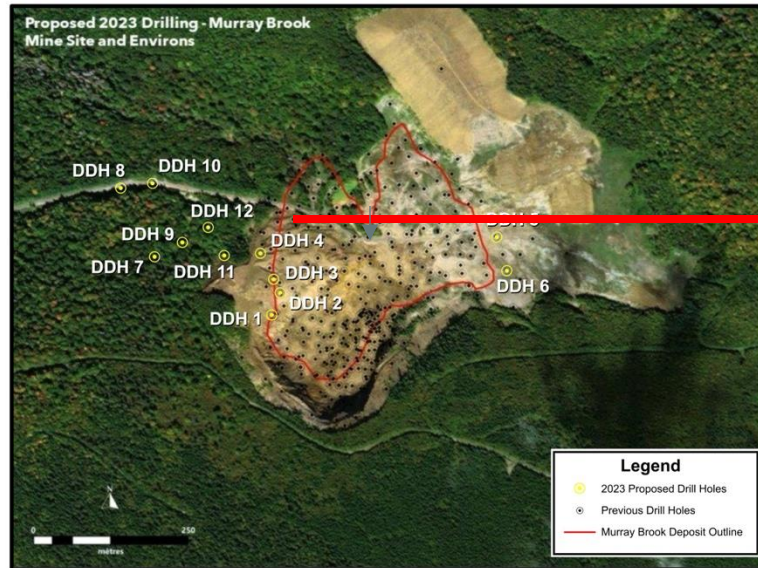 Proposed 2023 Drilling - Murray Brook
Mine Site and Environs
DDH 8
DDH 10
DDH 12
DDH 9
DDH 4
DDH 7
DDH 11
DDH 3
DDH 6
DDH 2
DDH 1
Legend
2023 Proposed Drill Holes
Previous Drill Holes
Murray Brook Deposit Outline
N
0
250
mètres